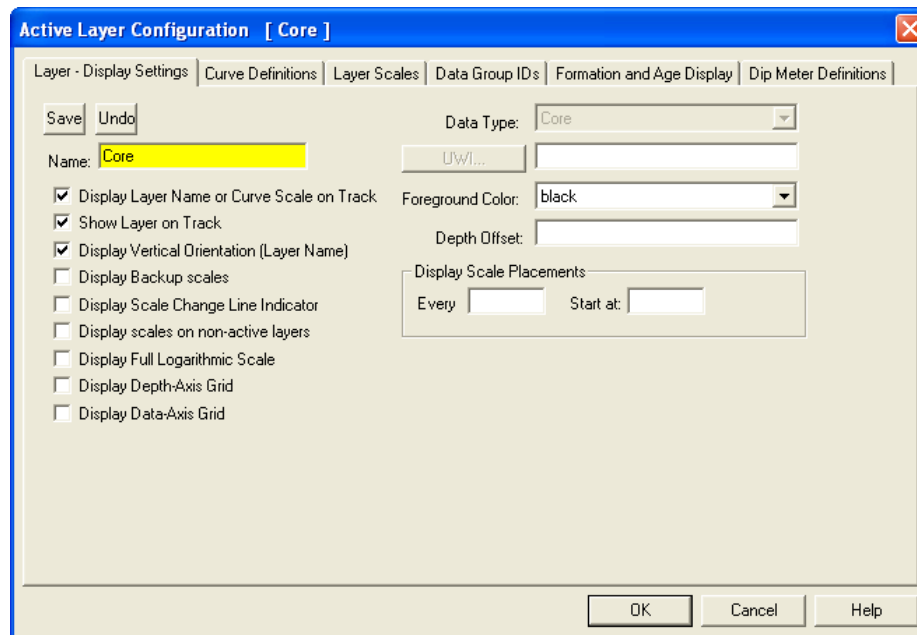 Active Layer Configuration [ Core ]
Layer - Display Settings Curve Definitions Layer Scales Data Group IDs Formation and Age Display Dip Meter Definitions
Save Undo
Name: Core
Display Layer Name or Curve Scale on Track
Show Layer on Track
Display Vertical Orientation (Layer Name)
Display Backup scales
Display Scale Change Line Indicator
Display scales on non-active layers
Display Full Logarithmic Scale
Display Depth-Axis Grid
Display Data-Axis Grid
Data Type: Core
UWI...
Foreground Color: black
Depth Offset:
Display Scale Placements
Every Start at:
OK Cancel Help